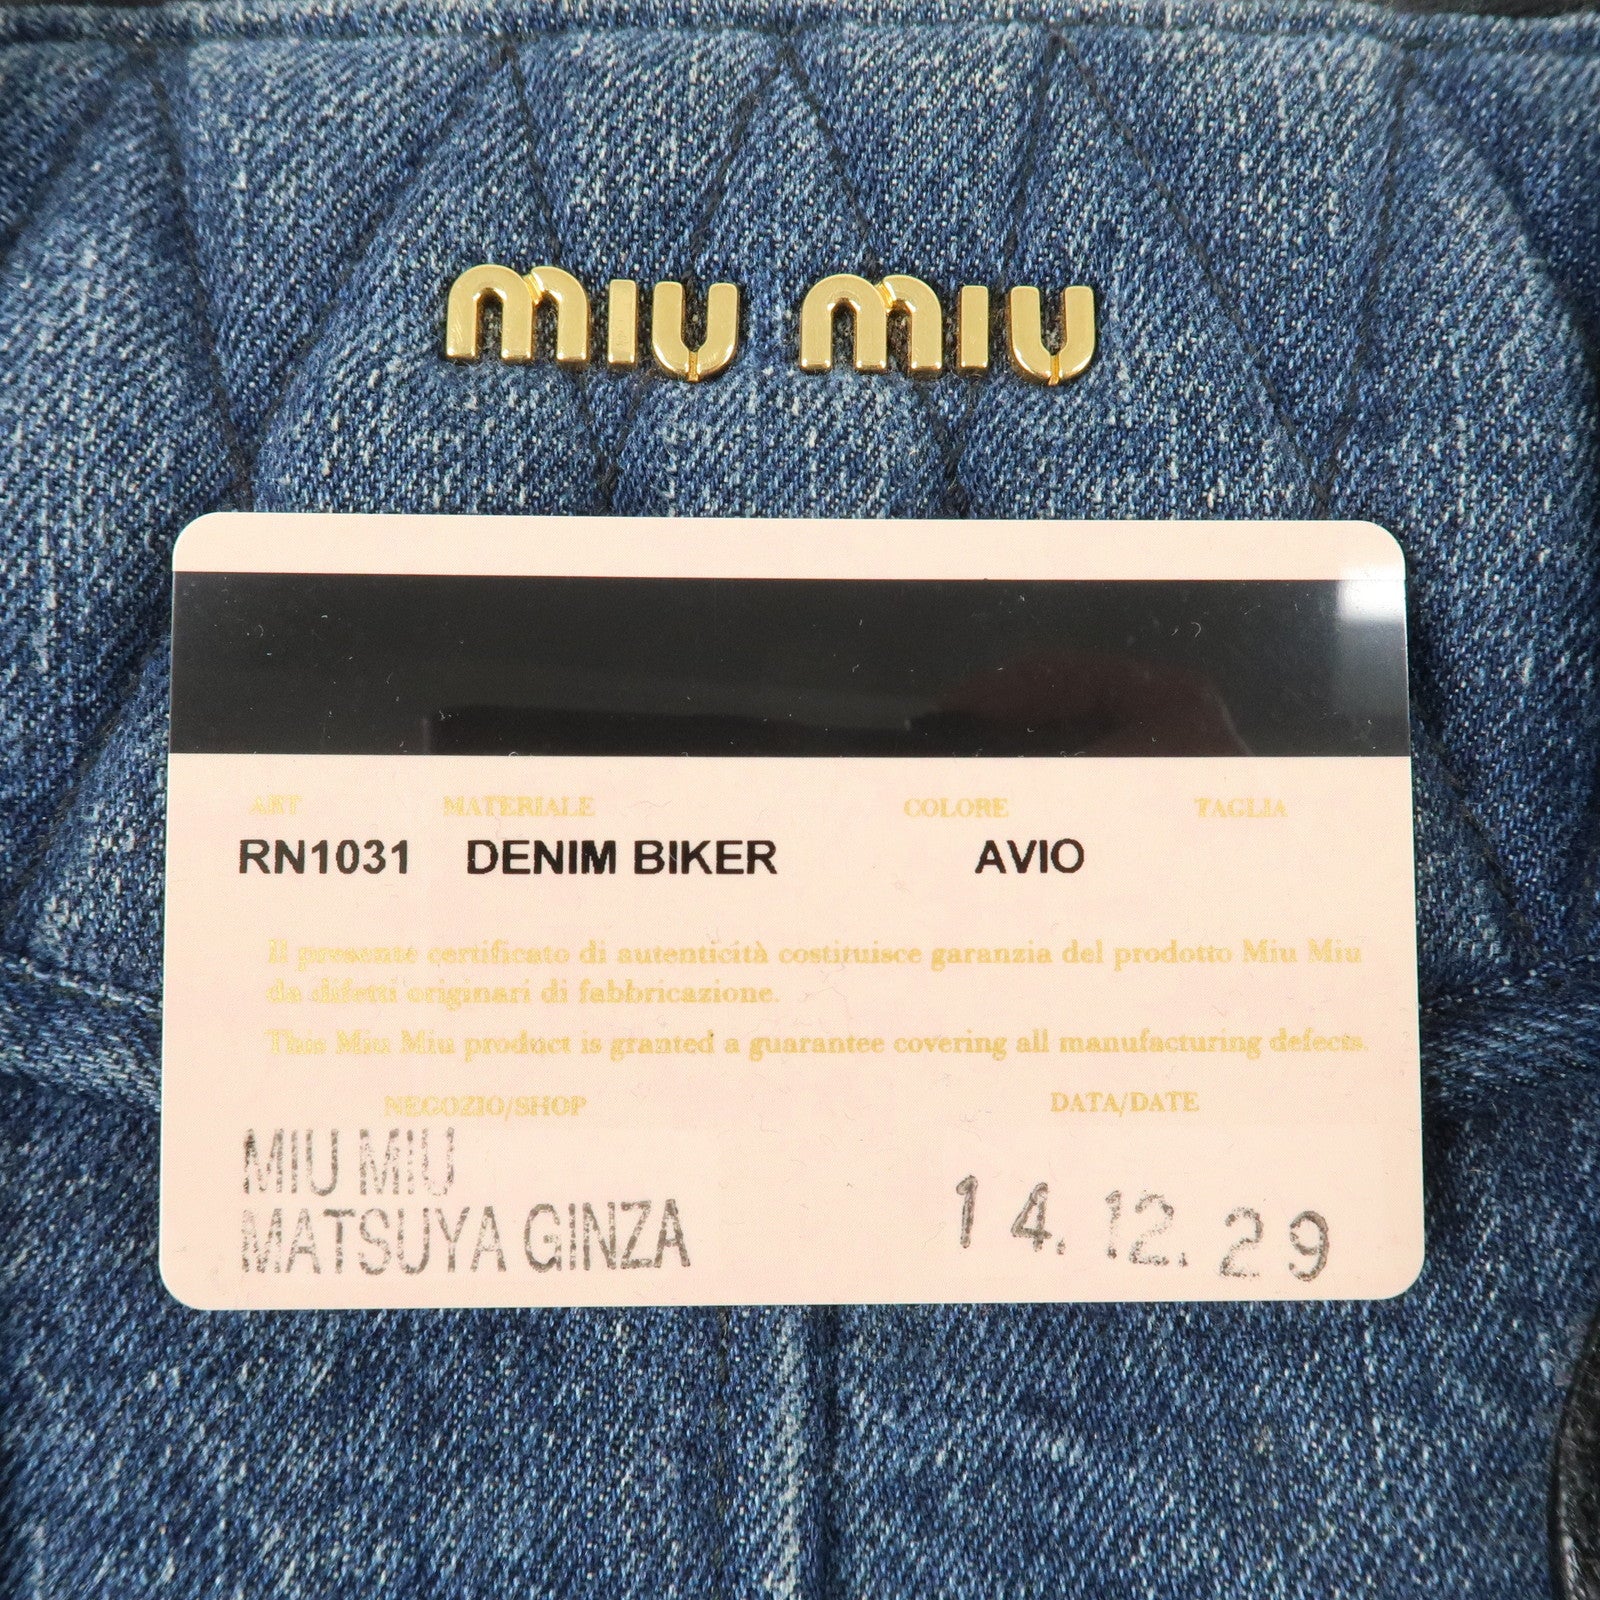 miu miu
ART MATERIALE COLORE TAGLIA
RN1031 DENIM BIKER AVIO
Il presente certificato di autenticità costituisce garanzia del prodotto Miu Miu
da difetti originari di fabbricazione.
This Miu Miu product is granted a guarantee covering all manufacturing defects.
NEGOZIO/SHOP DATA/DATE
MIU MIU
MATSUYA GINZA 14.12.29